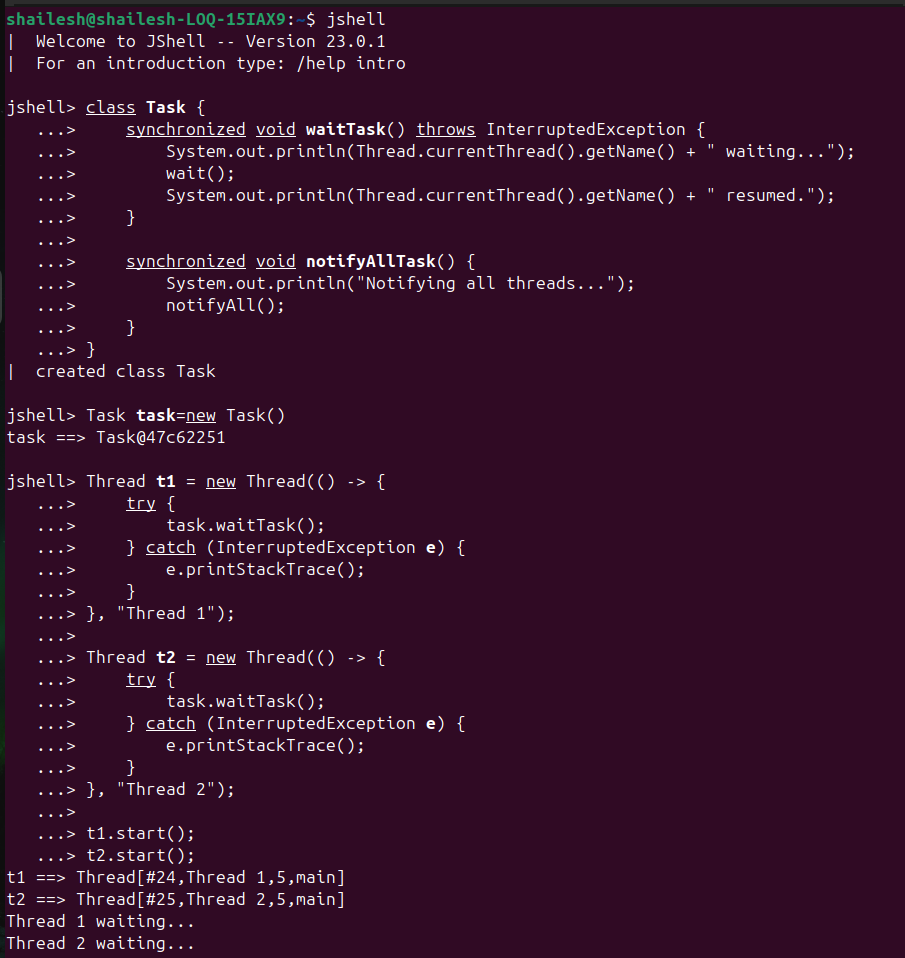 shailesh@shailesh-LOQ-15IAX9:~$ jshell
|  Welcome to JShell -- Version 23.0.1
|  For an introduction type: /help intro

jshell> class Task {
   ...>     synchronized void waitTask() throws InterruptedException {
   ...>         System.out.println(Thread.currentThread().getName() + " waiting...");
   ...>         wait();
   ...>         System.out.println(Thread.currentThread().getName() + " resumed.");
   ...>     }
   ...>
   ...>     synchronized void notifyAllTask() {
   ...>         System.out.println("Notifying all threads...");
   ...>         notifyAll();
   ...>     }
   ...> }
|  created class Task

jshell> Task task=new Task()
task ==> Task@47c62251

jshell> Thread t1 = new Thread(() -> {
   ...>     try {
   ...>         task.waitTask();
   ...>     } catch (InterruptedException e) {
   ...>         e.printStackTrace();
   ...>     }
   ...> }, "Thread 1");
   ...>
   ...> Thread t2 = new Thread(() -> {
   ...>     try {
   ...>         task.waitTask();
   ...>     } catch (InterruptedException e) {
   ...>         e.printStackTrace();
   ...>     }
   ...> }, "Thread 2");
   ...>
   ...> t1.start();
   ...> t2.start();
t1 ==> Thread[#24,Thread 1,5,main]
t2 ==> Thread[#25,Thread 2,5,main]
Thread 1 waiting...
Thread 2 waiting...